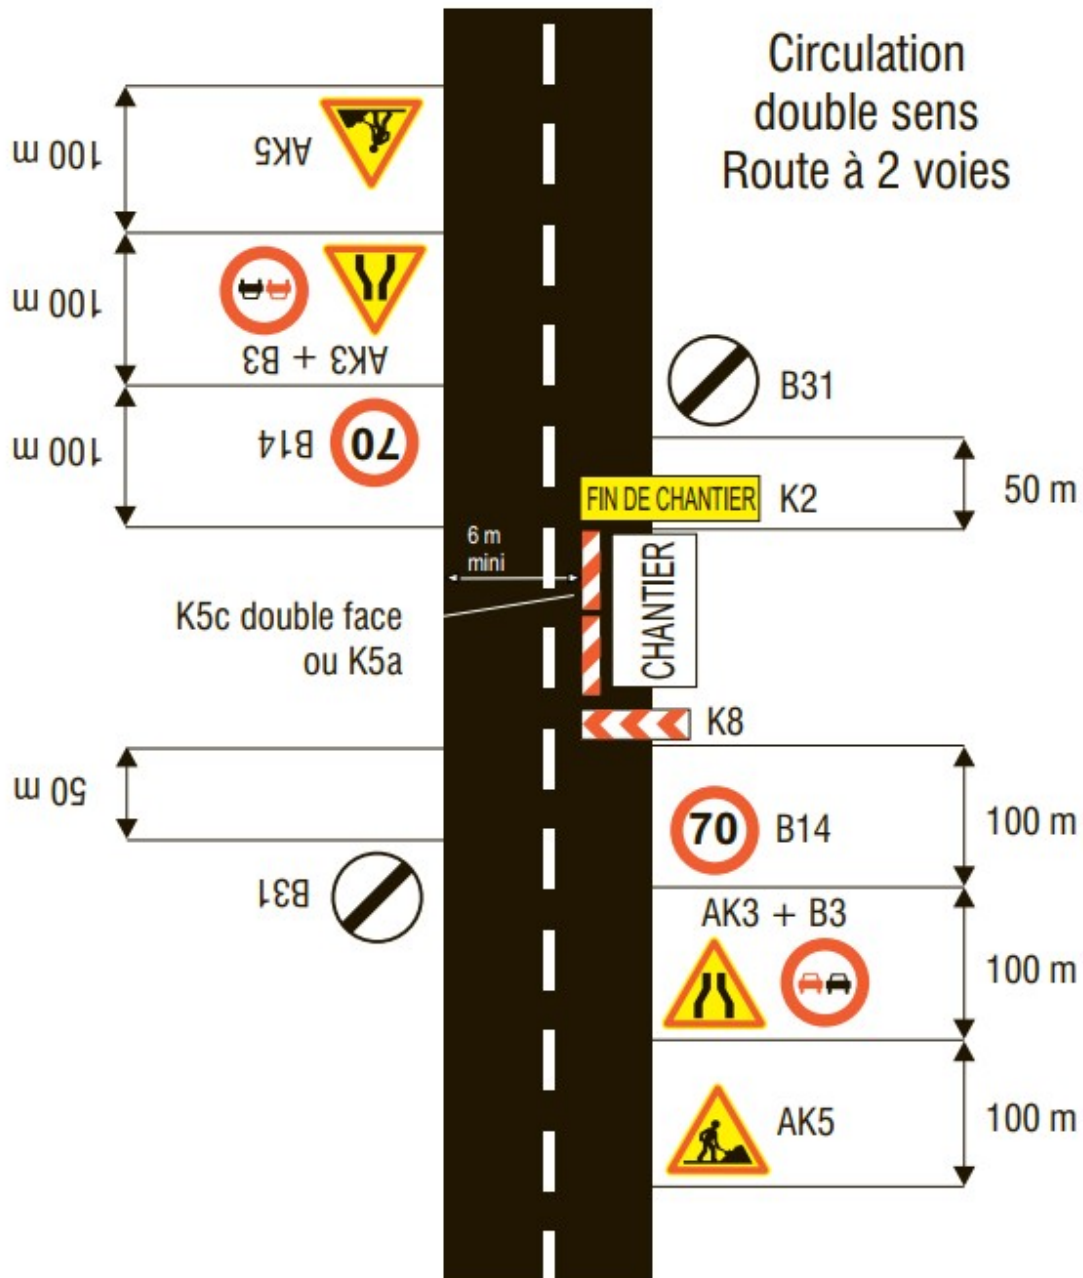 Circulation
double sens
Route à 2 voies
100 m
AK5
100 m
AK3 + B3
100 m
B14
70
B31
FIN DE CHANTIER
K2
50 m
6 m
mini
CHANTIER
K5c double face
ou K5a
K8
50 m
B31
70
B14
100 m
AK3 + B3
100 m
AK5
100 m